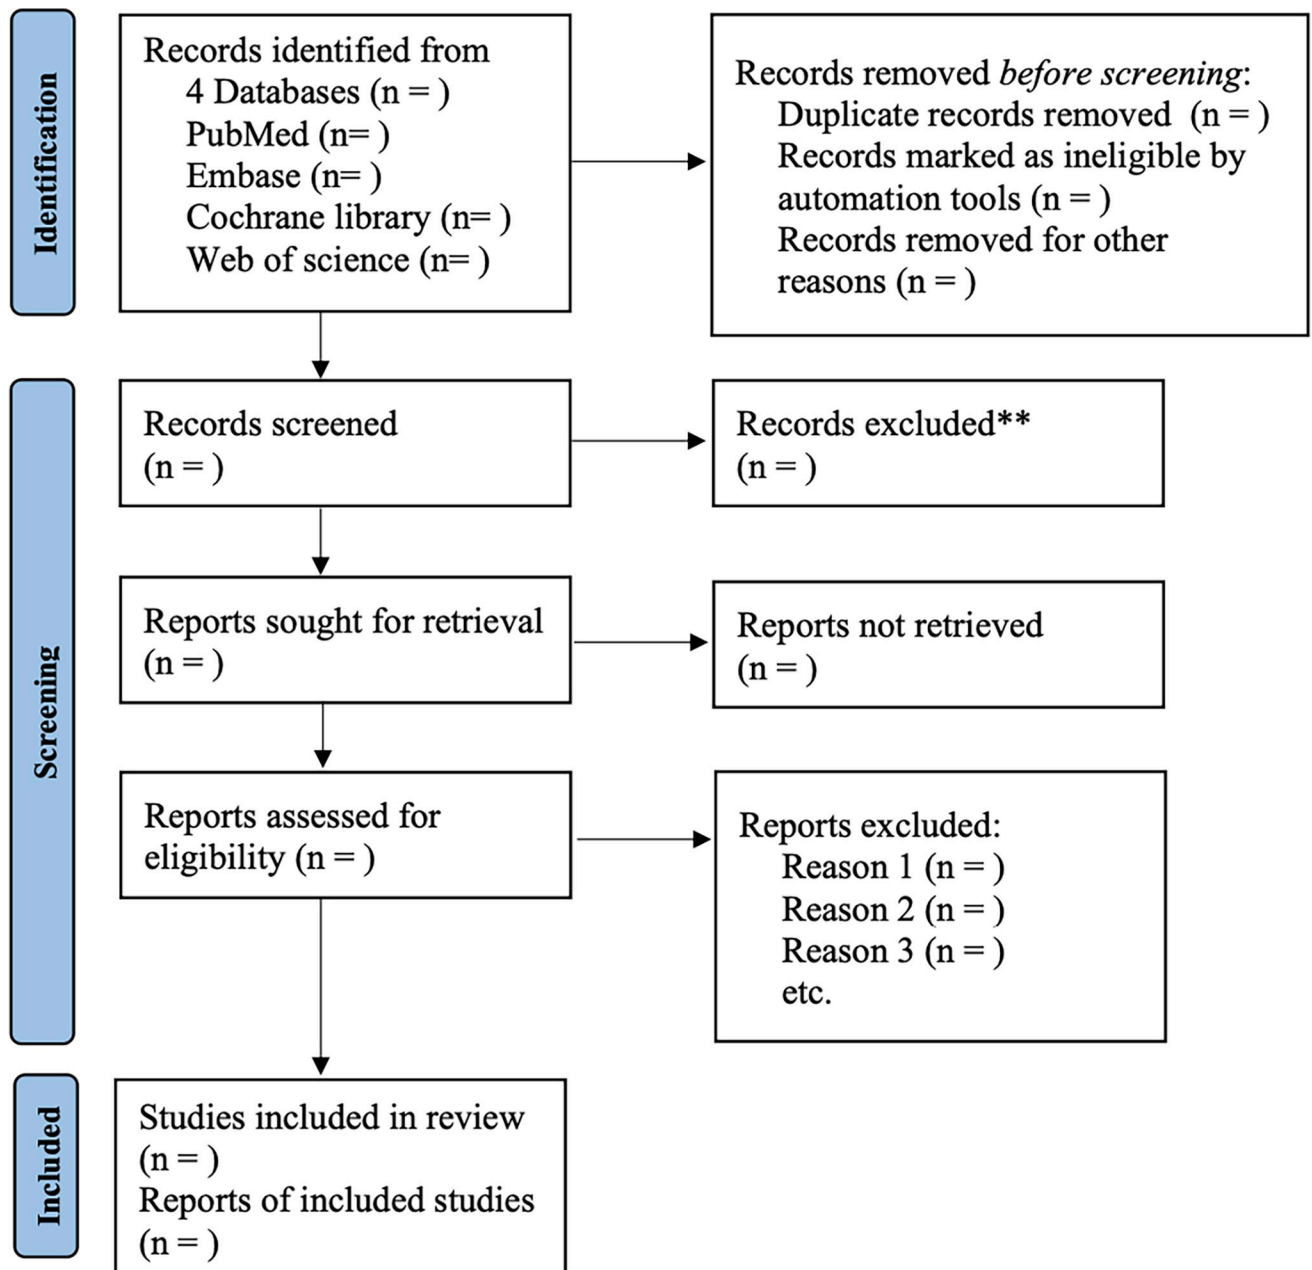 Identification
Records identified from
4 Databases (n = )
PubMed (n= )
Embase (n= )
Cochrane library (n= )
Web of science (n= )
Records removed before screening:
Duplicate records removed (n = )
Records marked as ineligible by
automation tools (n = )
Records removed for other
reasons (n = )
Screening
Records screened
(n = )
Records excluded**
(n = )
Reports sought for retrieval
(n = )
Reports not retrieved
(n = )
Reports assessed for
eligibility (n = )
Reports excluded:
Reason 1 (n = )
Reason 2 (n = )
Reason 3 (n = )
etc.
Included
Studies included in review
(n = )
Reports of included studies
(n = )